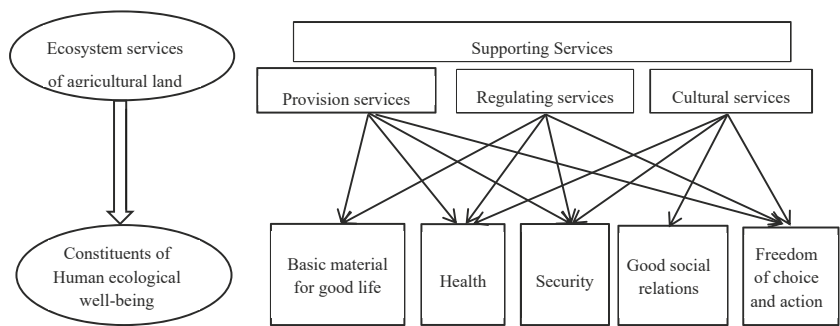 Ecosystem services
of agricultural land
Supporting Services
Provision services
Regulating services
Cultural services
Constituents of
Human ecological
well-being
Basic material
for good life
Health
Security
Good social
relations
Freedom
of choice
and action